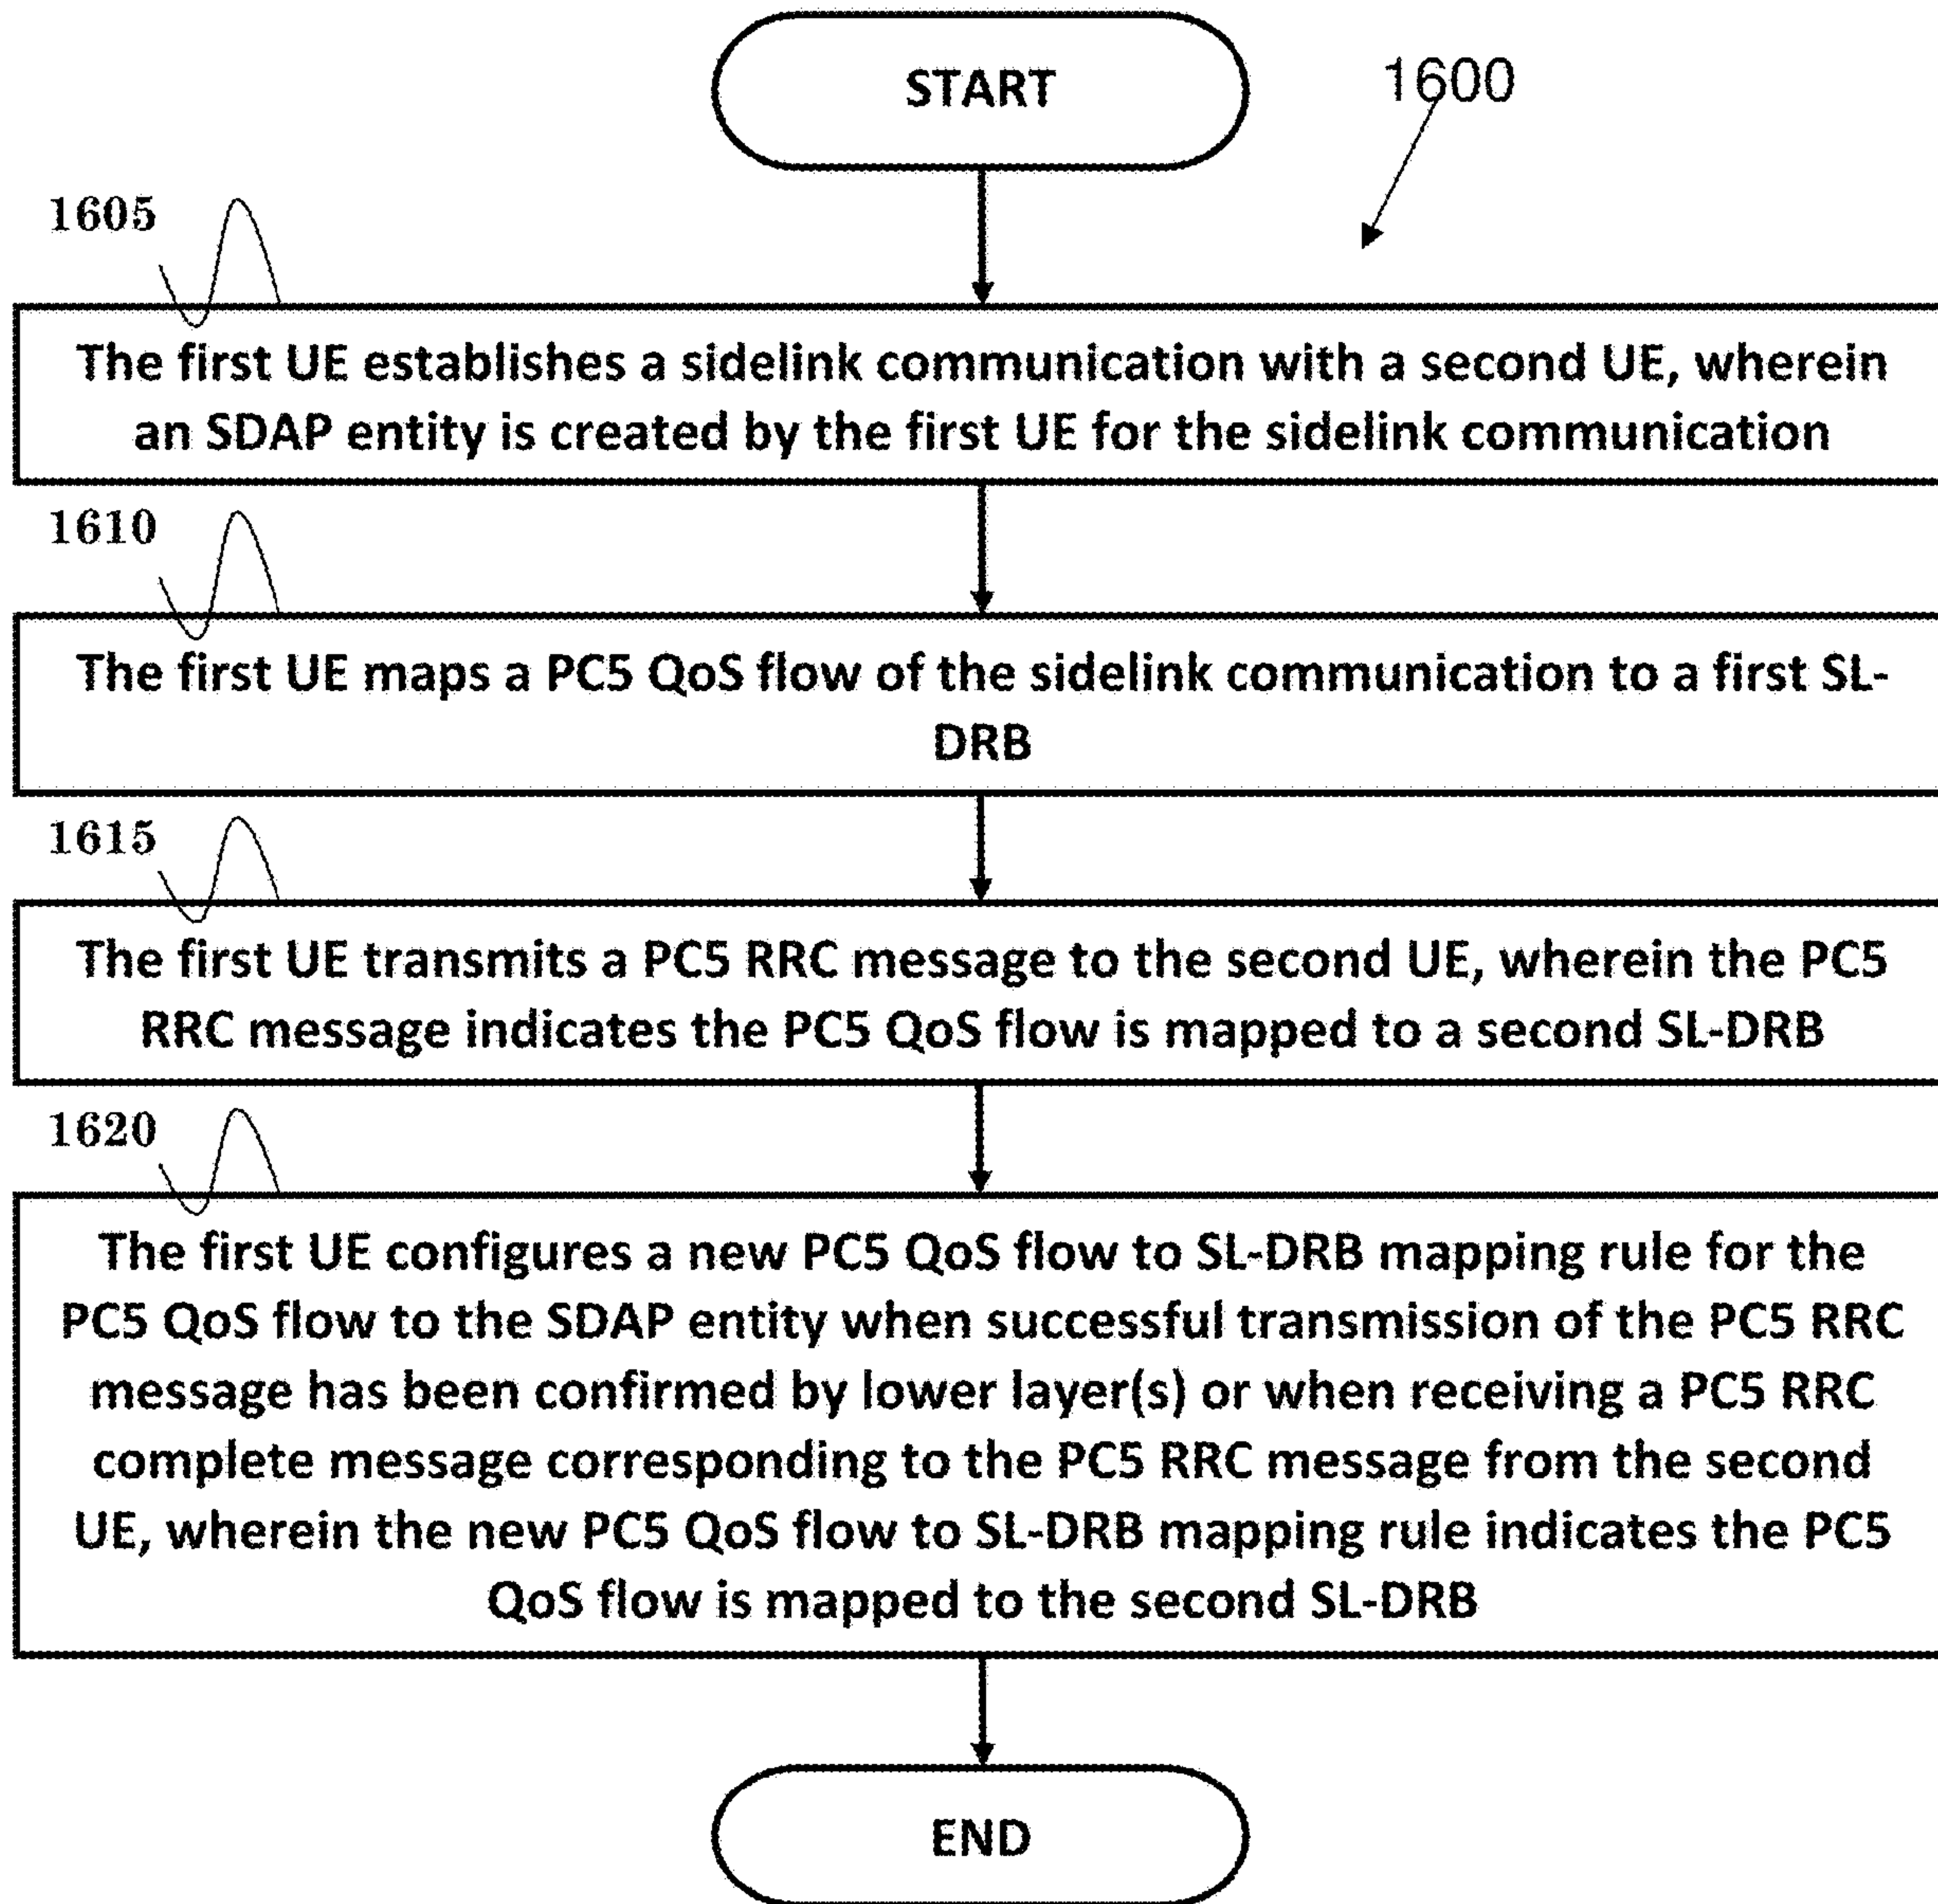 START
1600
1605
The first UE establishes a sidelink communication with a second UE, wherein
an SDAP entity is created by the first UE for the sidelink communication
1610
The first UE maps a PC5 QoS flow of the sidelink communication to a first SL-
DRB
1615
The first UE transmits a PC5 RRC message to the second UE, wherein the PC5
RRC message indicates the PC5 QoS flow is mapped to a second SL-DRB
1620
The first UE configures a new PC5 QoS flow to SL-DRB mapping rule for the
PC5 QoS flow to the SDAP entity when successful transmission of the PC5 RRC
message has been confirmed by lower layer(s) or when receiving a PC5 RRC
complete message corresponding to the PC5 RRC message from the second
UE, wherein the new PC5 QoS flow to SL-DRB mapping rule indicates the PC5
QoS flow is mapped to the second SL-DRB
END